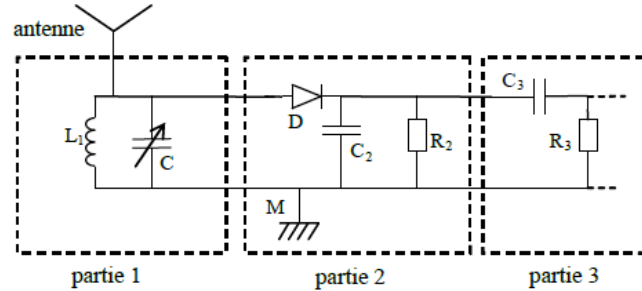 antenne
L₁
C
D
C₂
R₂
C₃
R₃
M
partie 1
partie 2
partie 3